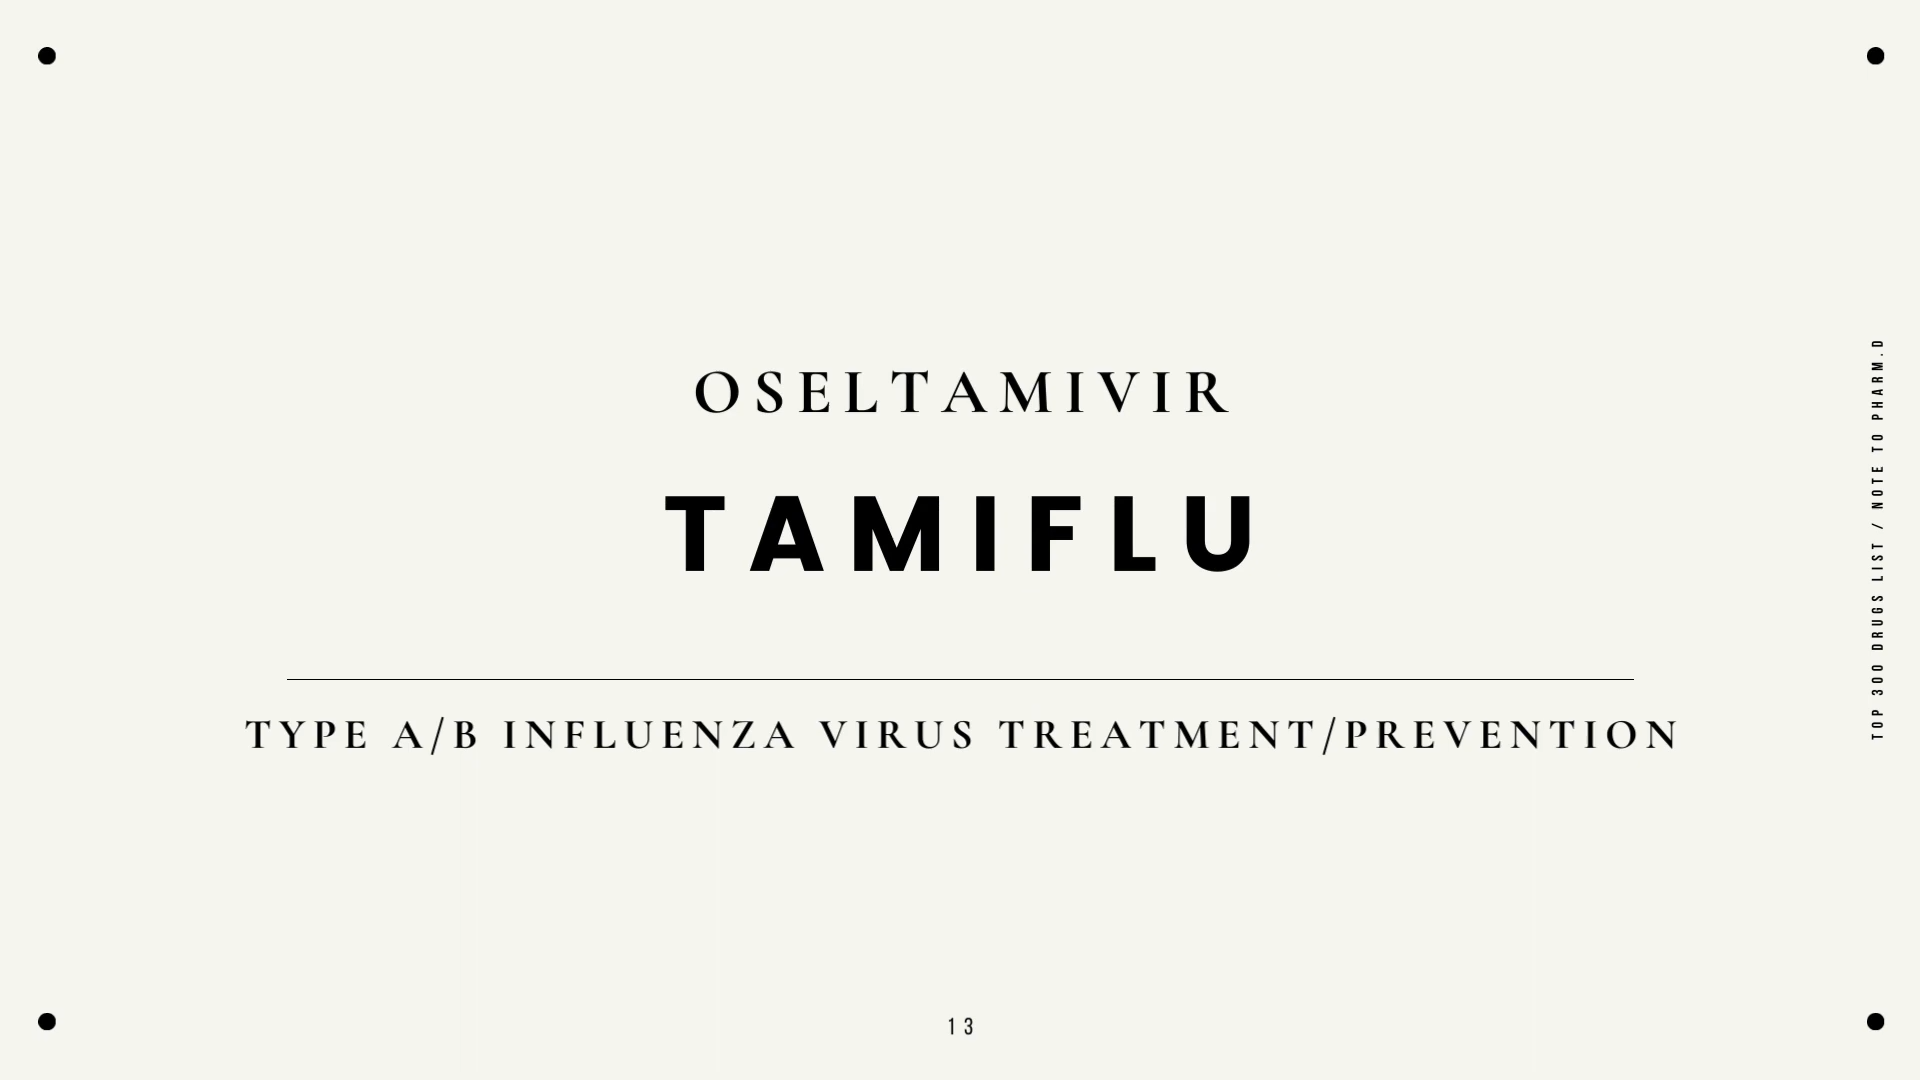 OSELTAMIVIR
TAMIFLU
TYPE A/B INFLUENZA VIRUS TREATMENT/PREVENTION
TOP 300 DRUGS LIST / NOTE TO PHARM.D
13